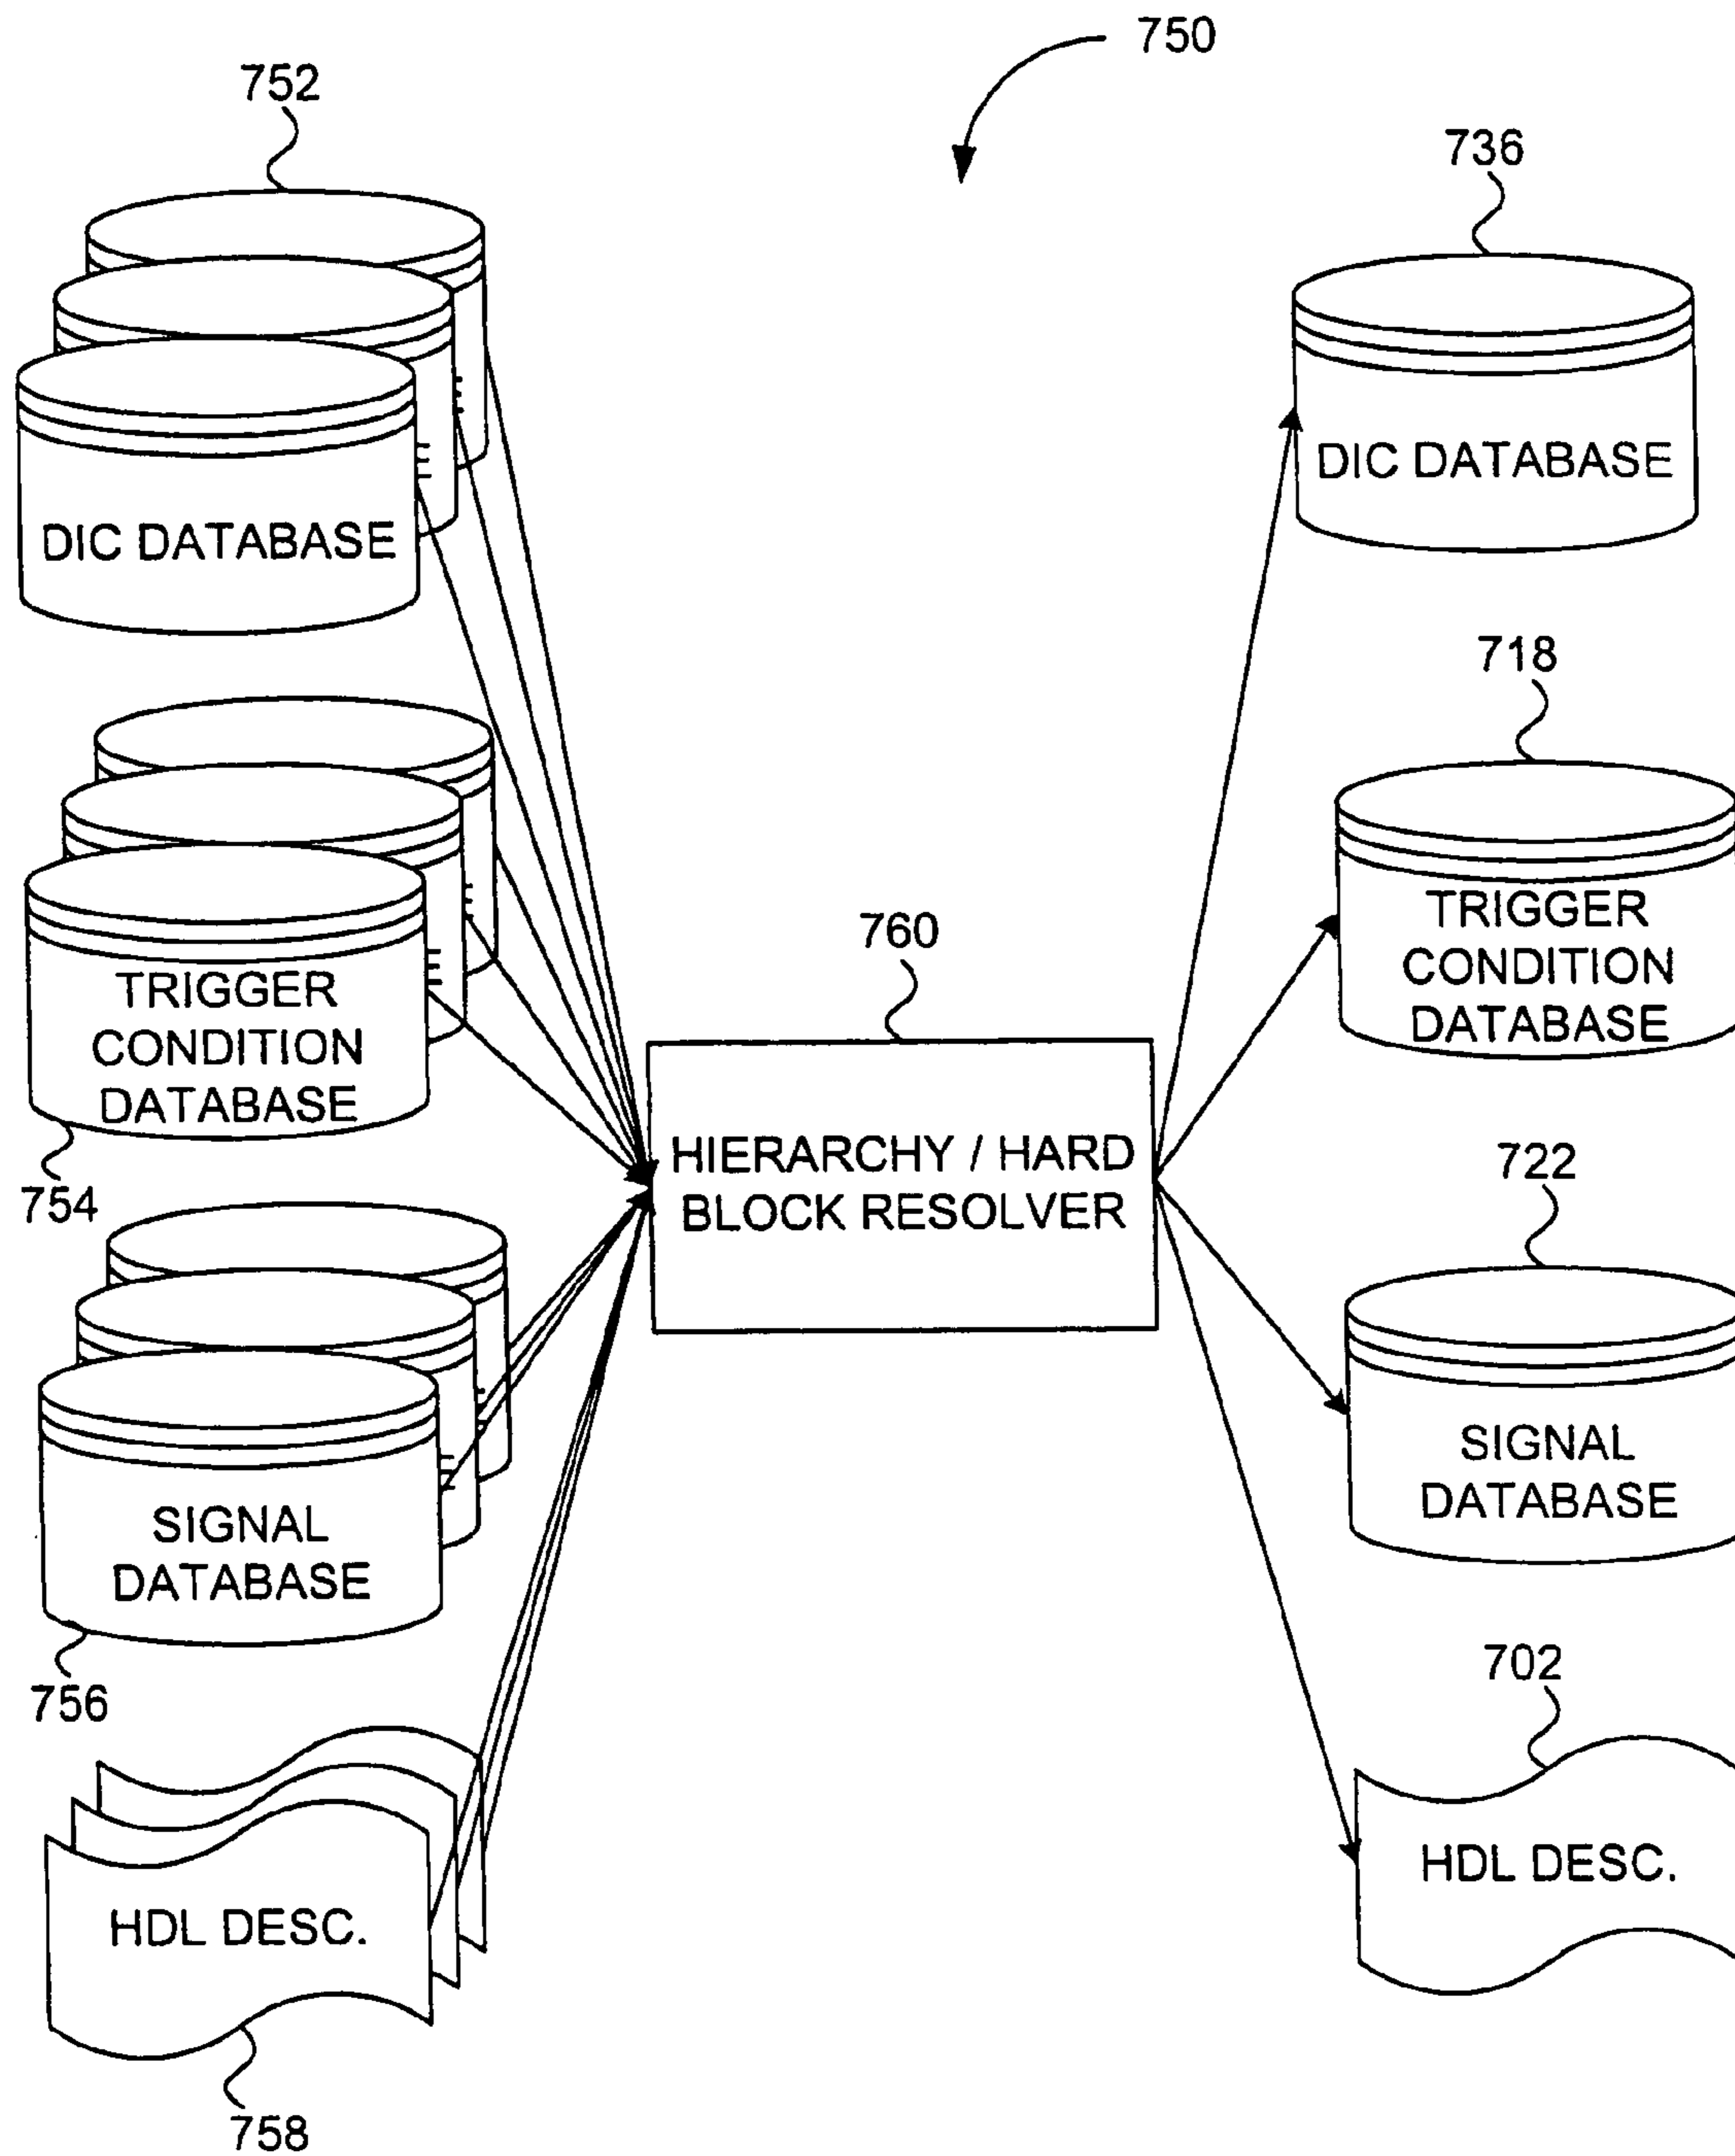 750
752
736
DIC DATABASE
DIC DATABASE
718
TRIGGER
CONDITION
DATABASE
760
TRIGGER
CONDITION
DATABASE
754
HIERARCHY / HARD
BLOCK RESOLVER
722
SIGNAL
DATABASE
SIGNAL
DATABASE
756
702
HDL DESC.
HDL DESC.
758